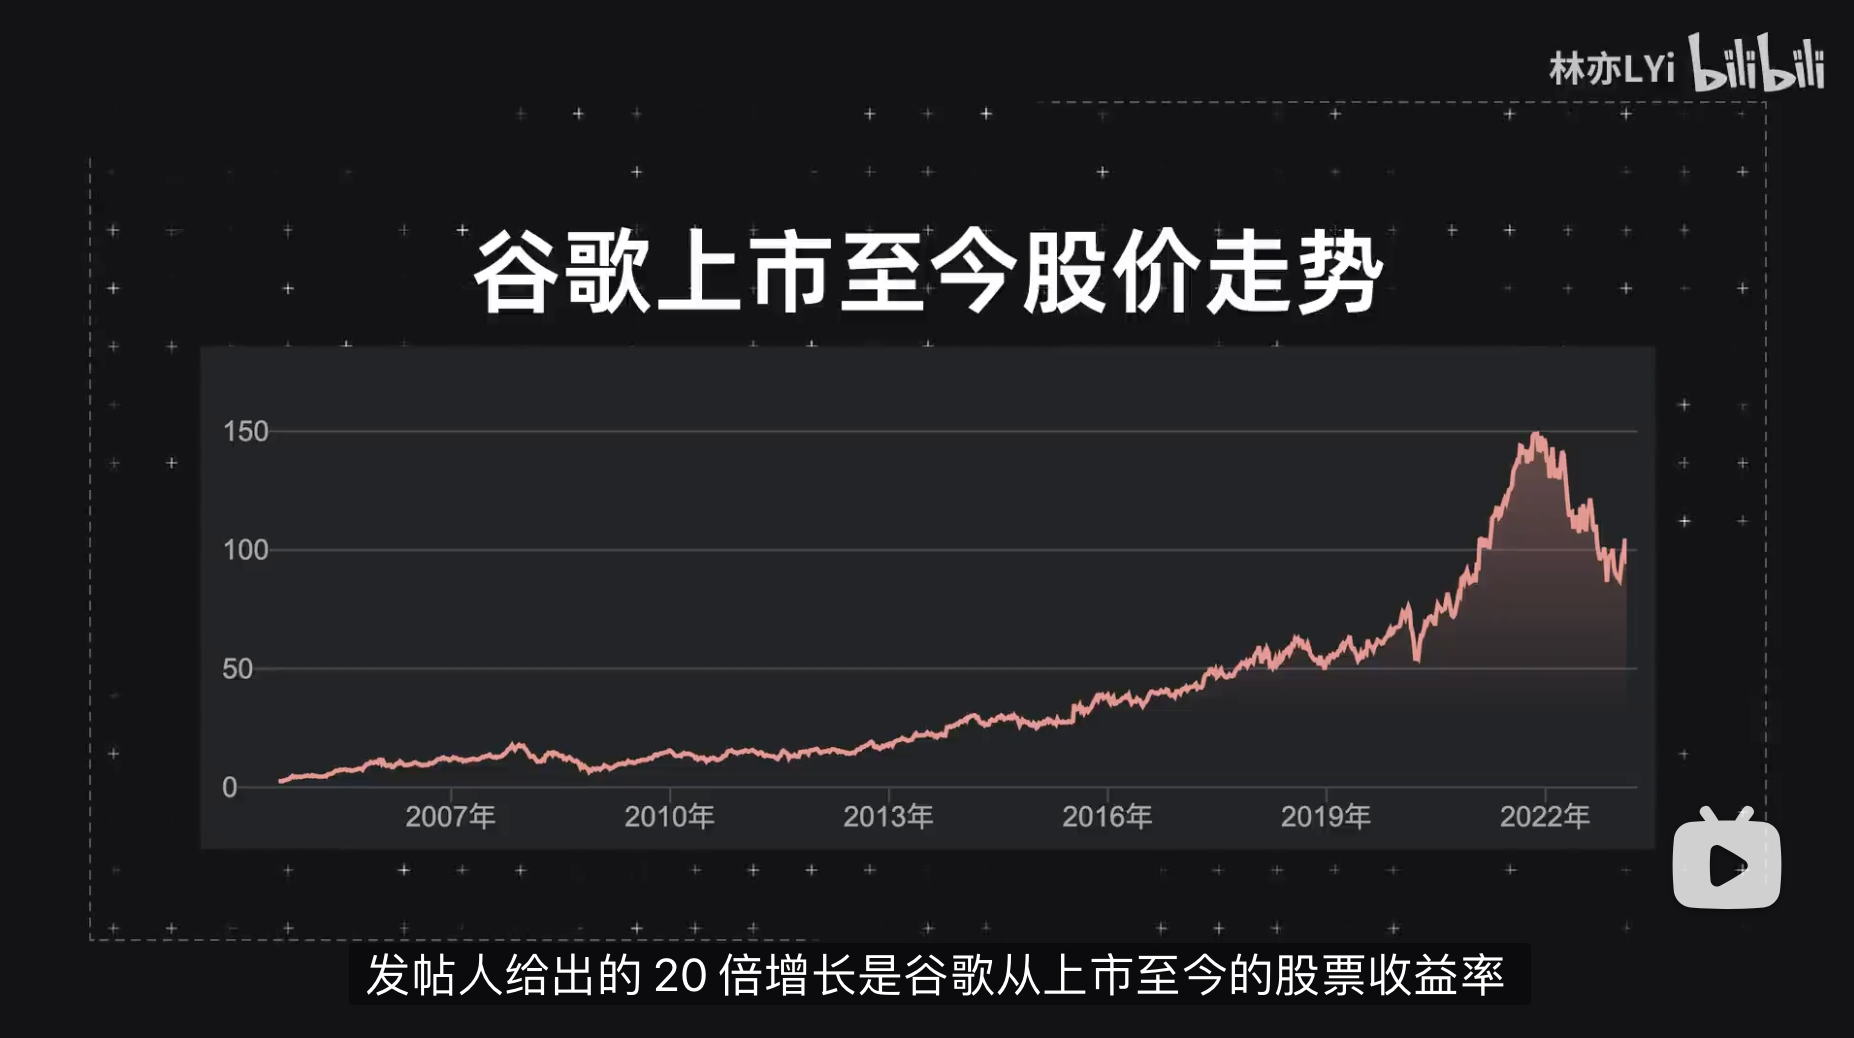 林亦LYi bilibili
谷歌上市至今股价走势
150
100
50
0
2007年 2010年 2013年 2016年 2019年 2022年
发帖人给出的 20 倍增长是谷歌从上市至今的股票收益率